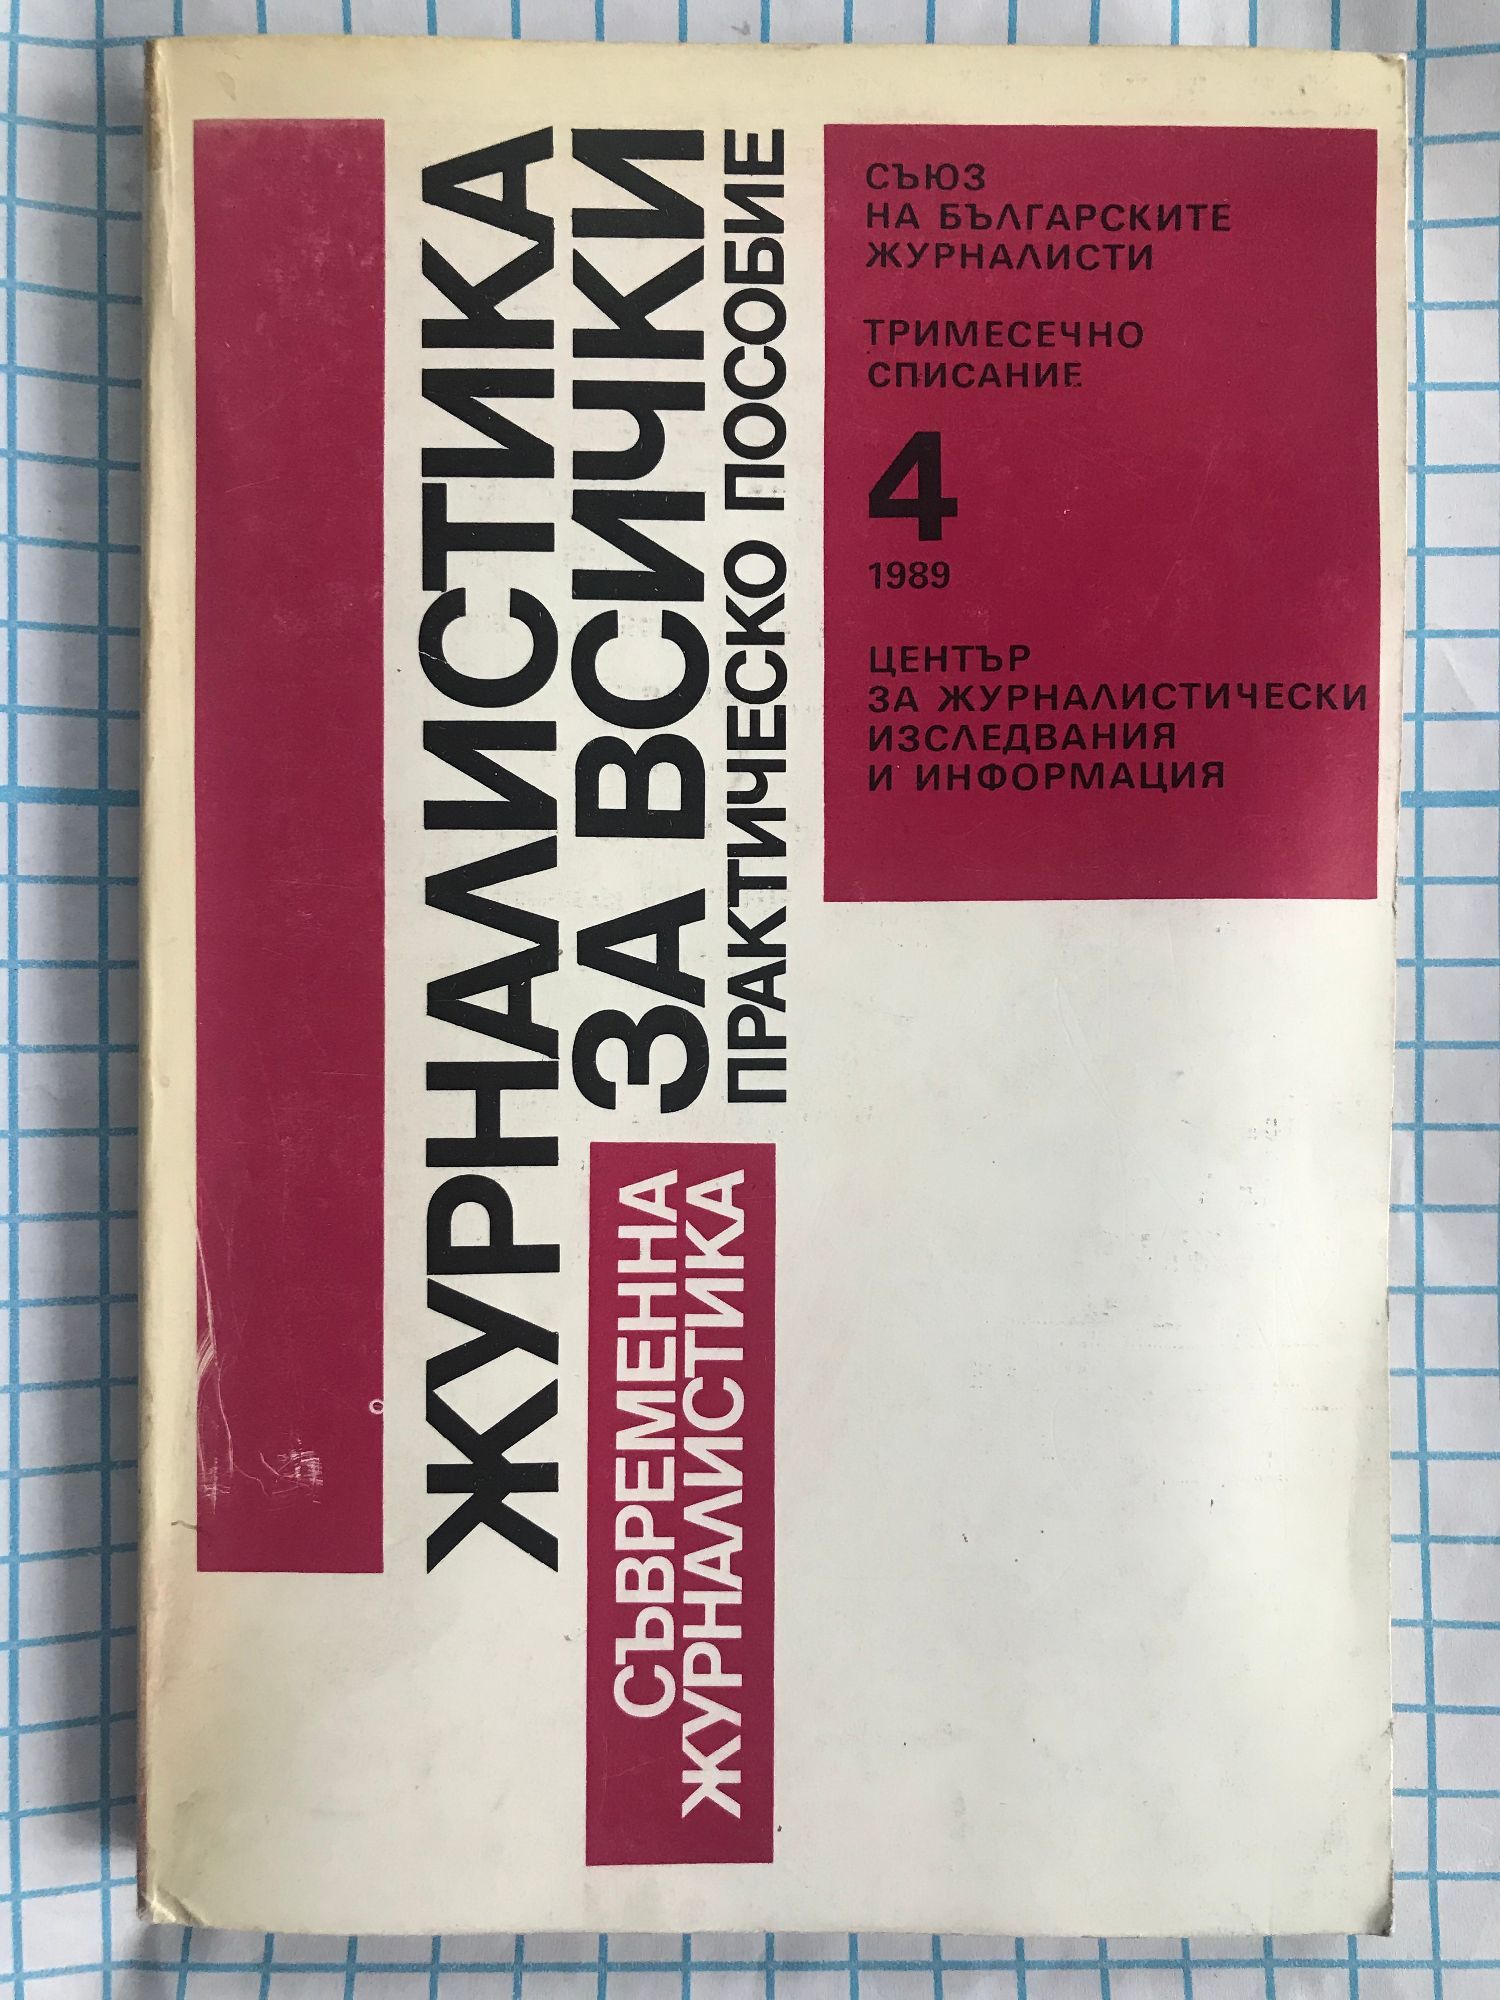 ЖУРНАЛИСТИКА
ЗА ВСИЧКИ
ПРАКТИЧЕСКО ПОСОБИЕ
СЪВРЕМЕННА
ЖУРНАЛИСТИКА
СЪЮЗ
НА БЪЛГАРСКИТЕ
ЖУРНАЛИСТИ
ТРИМЕСЕЧНО
СПИСАНИЕ
4
1989
ЦЕНТЪР
ЗА ЖУРНАЛИСТИЧЕСКИ
ИЗСЛЕДВАНИЯ
И ИНФОРМАЦИЯ